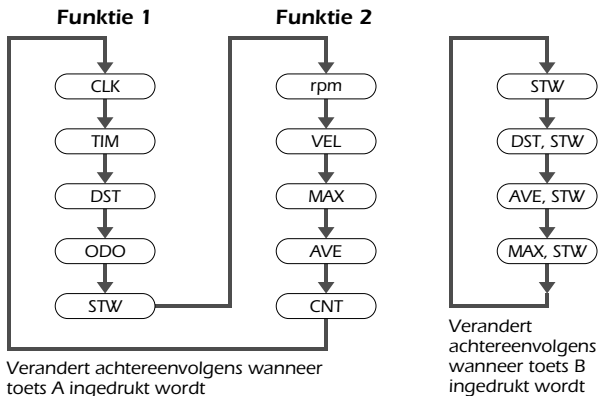 Funktie 1
CLK
TIM
DST
ODO
STW
Funktie 2
rpm
VEL
MAX
AVE
CNT
Verandert achtereenvolgens wanneer
toets A ingedrukt wordt
STW
DST, STW
AVE, STW
MAX, STW
Verandert
achtereenvolgens
wanneer toets B
ingedrukt wordt